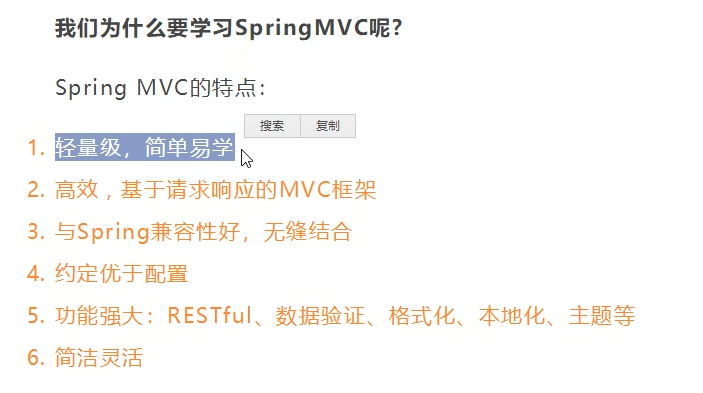 我们为什么要学习SpringMVC呢？
Spring MVC的特点：
搜索 复制
1. 轻量级，简单易学
2. 高效 , 基于请求响应的MVC框架
3. 与Spring兼容性好，无缝结合
4. 约定优于配置
5. 功能强大：RESTful、数据验证、格式化、本地化、主题等
6. 简洁灵活